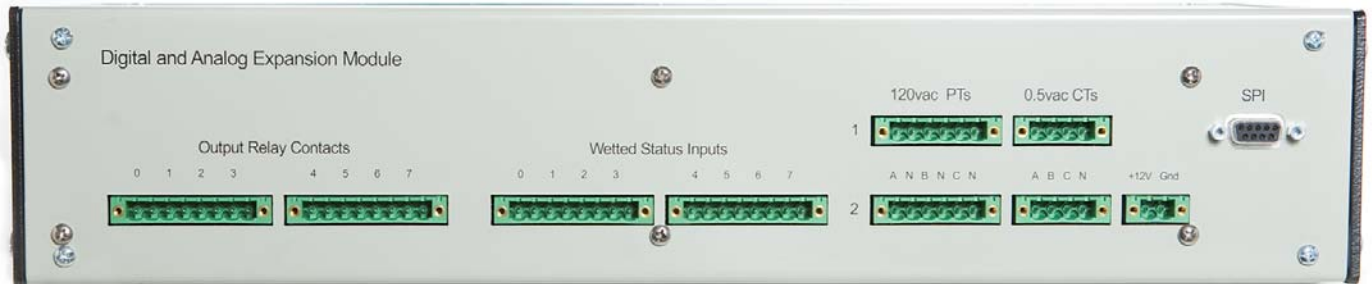 Digital and Analog Expansion Module
120vac PTs
0.5vac CTs
SPI
1
Output Relay Contacts
Wetted Status Inputs
0 1 2 3
4 5 6 7
0 1 2 3
4 5 6 7
A N B N C N
A B C N
+12V Gnd
2